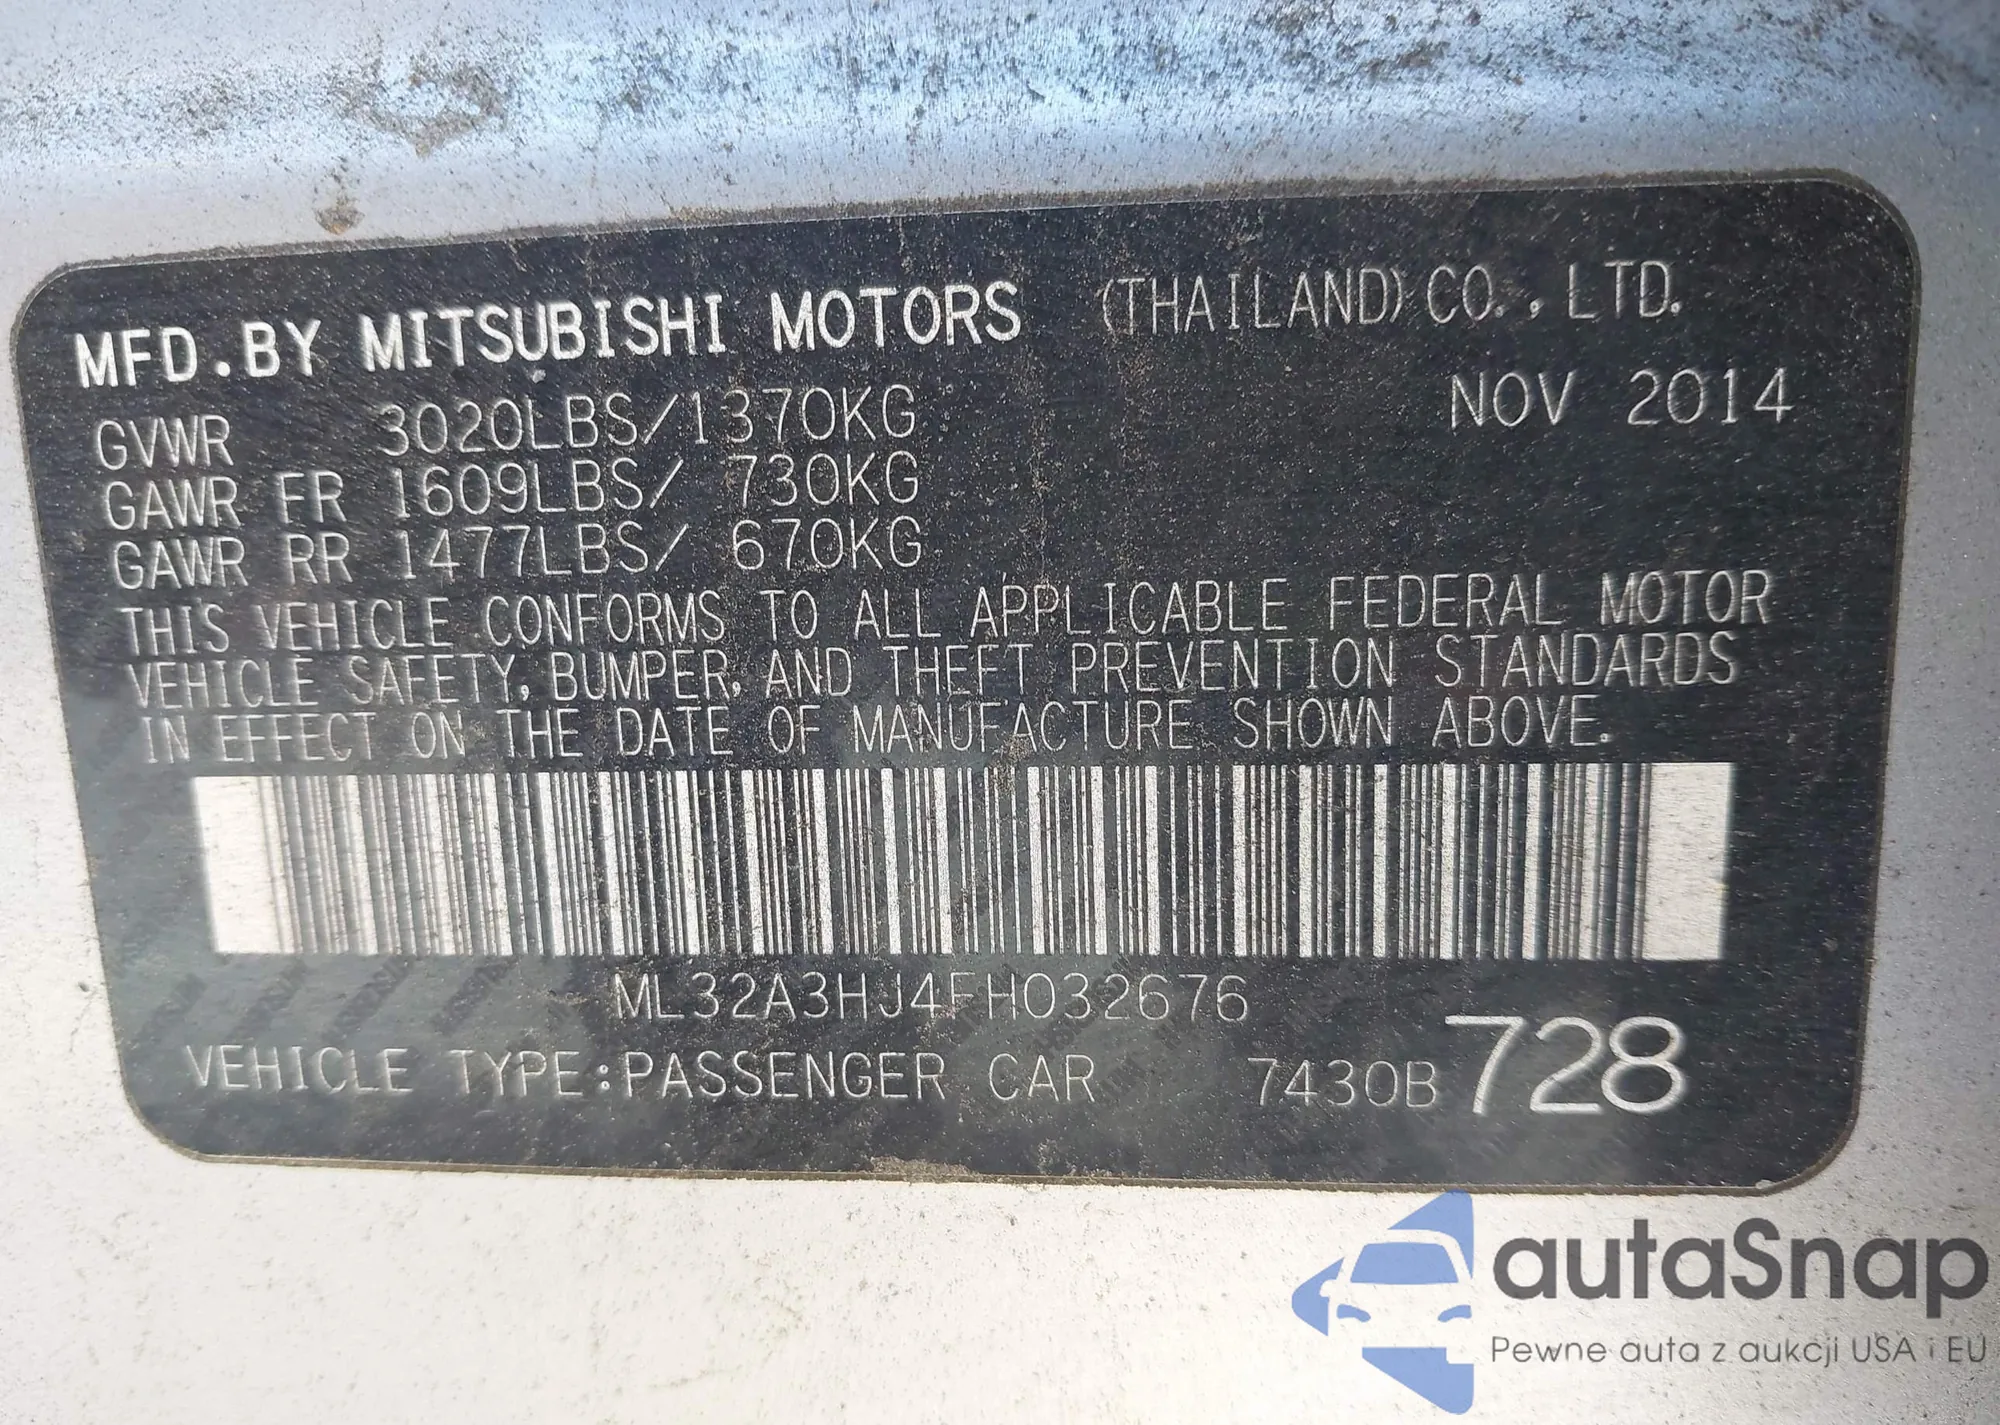 MFD.BY MITSUBISHI MOTORS (THAILAND) CO., LTD.
GVWR 3020LBS/1370KG NOV 2014
GAWR FR 1609LBS/ 730KG
GAWR RR 1477LBS/ 670KG
THIS VEHICLE CONFORMS TO ALL APPLICABLE FEDERAL MOTOR
VEHICLE SAFETY, BUMPER, AND THEFT PREVENTION STANDARDS
IN EFFECT ON THE DATE OF MANUFACTURE SHOWN ABOVE.
ML32A3HJ4FH032676
VEHICLE TYPE:PASSENGER CAR 7430B 728
autaSnap
Pewne auta z aukcji USA i EU